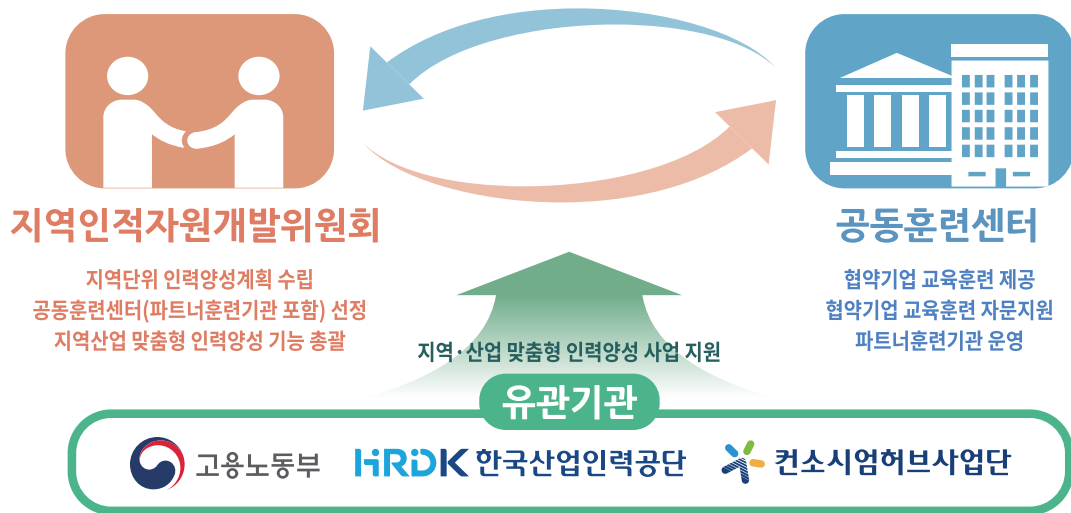 지역인적자원개발위원회
지역단위 인력양성계획 수립
공동훈련센터(파트너훈련기관 포함) 선정
지역산업 맞춤형 인력양성 기능 총괄
공동훈련센터
협약기업 교육훈련 제공
협약기업 교육훈련 자문지원
파트너훈련기관 운영
지역·산업 맞춤형 인력양성 사업 지원
유관기관
고용노동부
HRDK 한국산업인력공단
컨소시엄허브사업단